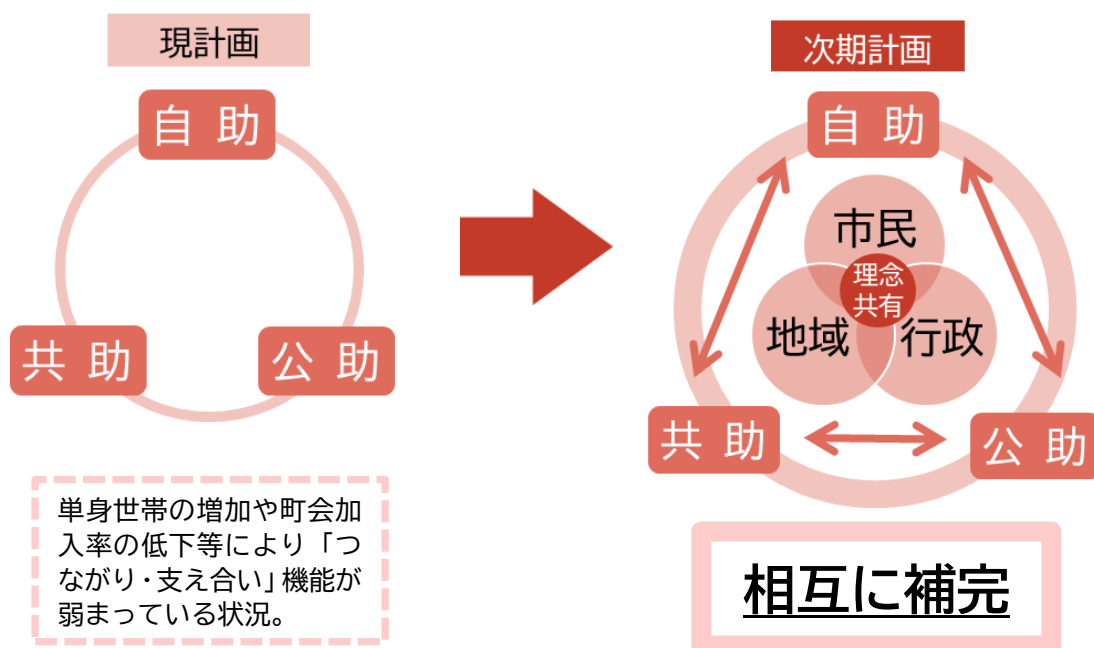 現計画
自助
共助
公助
単身世帯の増加や町会加
入率の低下等により「つ
ながり・支え合い」機能が
弱まっている状況。
次期計画
自助
市民
理念
共有
地域
行政
共助
公助
相互に補完